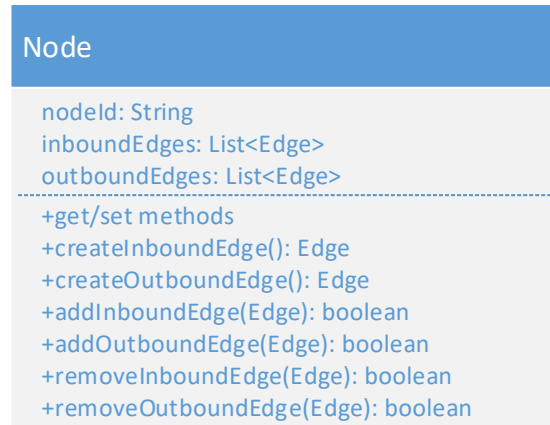 Node
nodeId: String
inboundEdges: List<Edge>
outboundEdges: List<Edge>
+get/set methods
+createInboundEdge(): Edge
+createOutboundEdge(): Edge
+addInboundEdge(Edge): boolean
+addOutboundEdge(Edge): boolean
+removeInboundEdge(Edge): boolean
+removeOutboundEdge(Edge): boolean